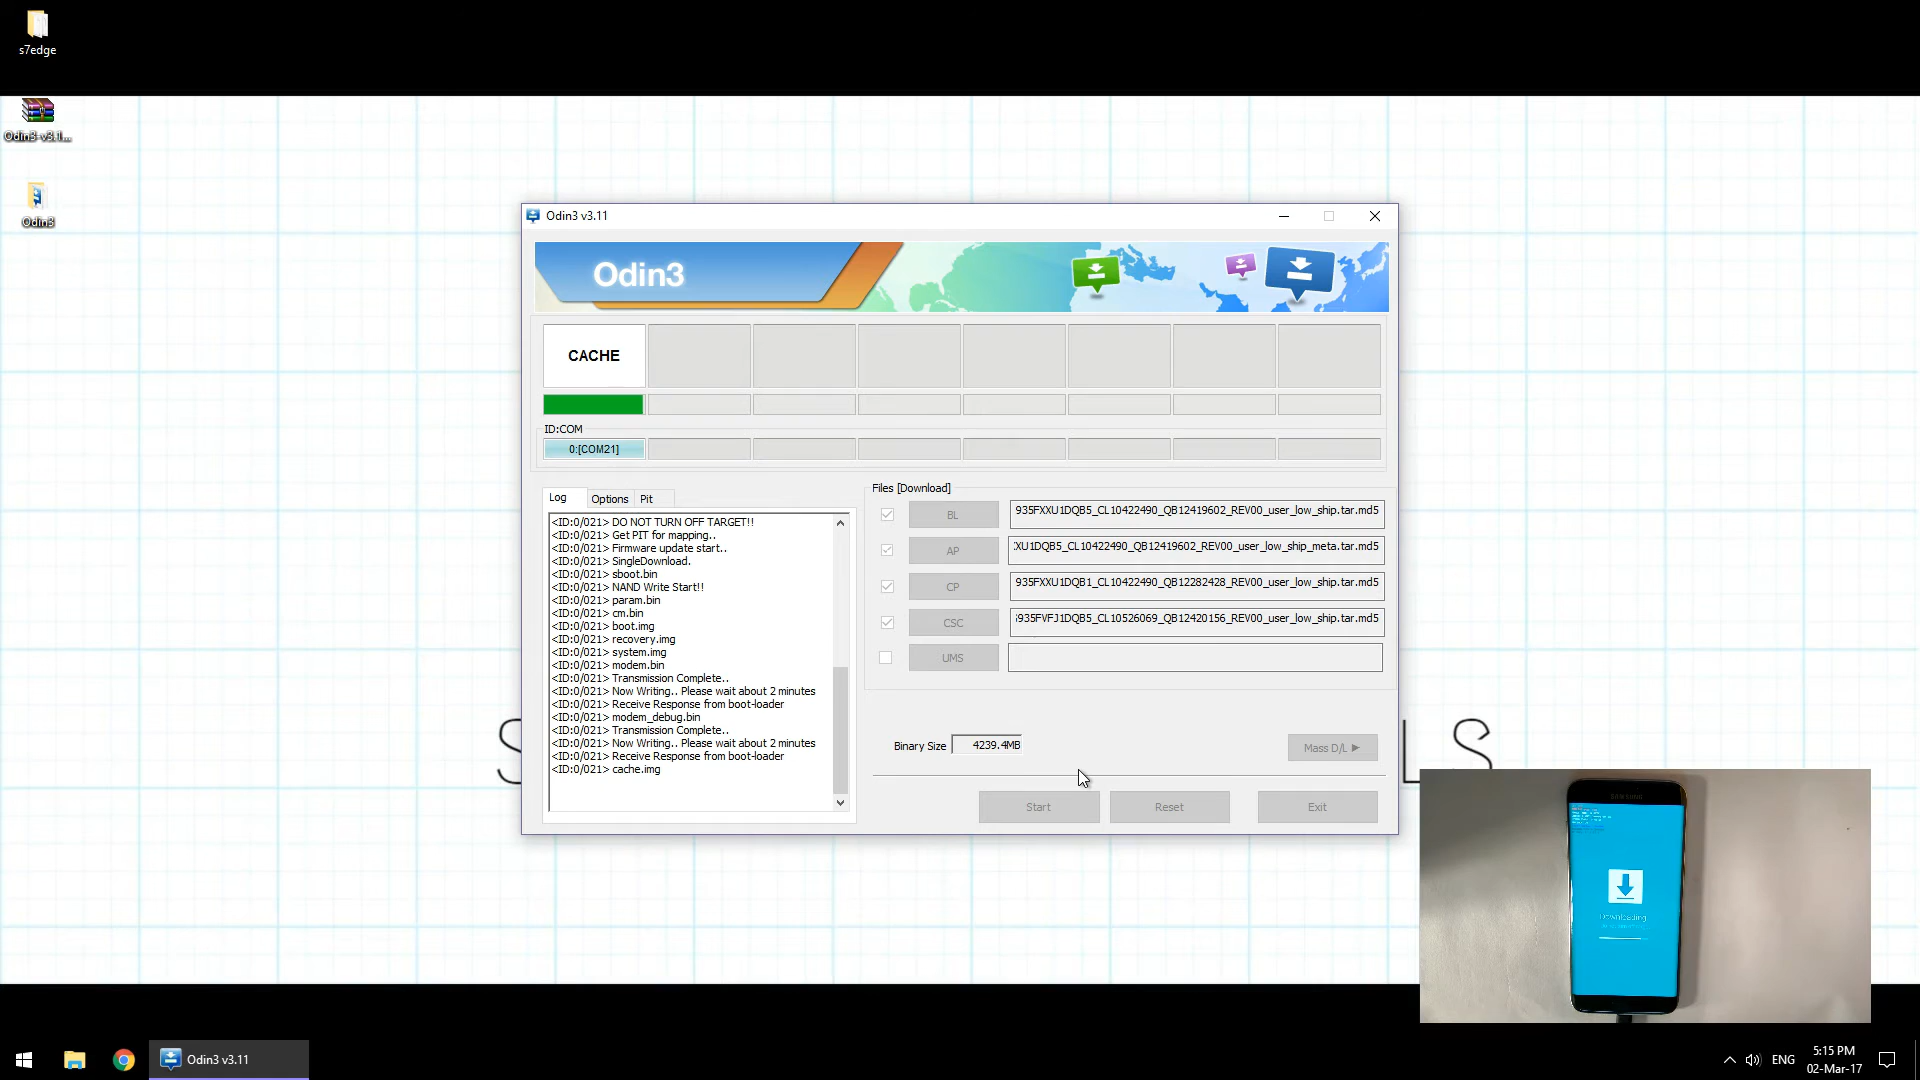 s7edge
Odin3-v3.1...
Odin3
Odin3 v3.11
Odin3
CACHE
ID:COM
0:[COM21]
Log
Options
Pit
<ID:0/021> DO NOT TURN OFF TARGET!!
<ID:0/021> Get PIT for mapping..
<ID:0/021> Firmware update start..
<ID:0/021> SingleDownload.
<ID:0/021> sboot.bin
<ID:0/021> NAND Write Start!!
<ID:0/021> param.bin
<ID:0/021> cm.bin
<ID:0/021> boot.img
<ID:0/021> recovery.img
<ID:0/021> system.img
<ID:0/021> modem.bin
<ID:0/021> Transmission Complete..
<ID:0/021> Now Writing.. Please wait about 2 minutes
<ID:0/021> Receive Response from boot-loader
<ID:0/021> modem_debug.bin
<ID:0/021> Transmission Complete..
<ID:0/021> Now Writing.. Please wait about 2 minutes
<ID:0/021> Receive Response from boot-loader
<ID:0/021> cache.img
Files [Download]
BL
935FXXU1DQB5_CL10422490_QB12419602_REV00_user_low_ship.tar.md5
AP
XU1DQB5_CL10422490_QB12419602_REV00_user_low_ship_meta.tar.md5
CP
935FXXU1DQB1_CL10422490_QB12282428_REV00_user_low_ship.tar.md5
CSC
935FVFJ1DQB5_CL10526069_QB12420156_REV00_user_low_ship.tar.md5
UMS
Binary Size
4239.4MB
Mass D/L
Start
Reset
Exit
SAMSUNG
Downloading
Odin3 v3.11
ENG
5:15 PM
02-Mar-17